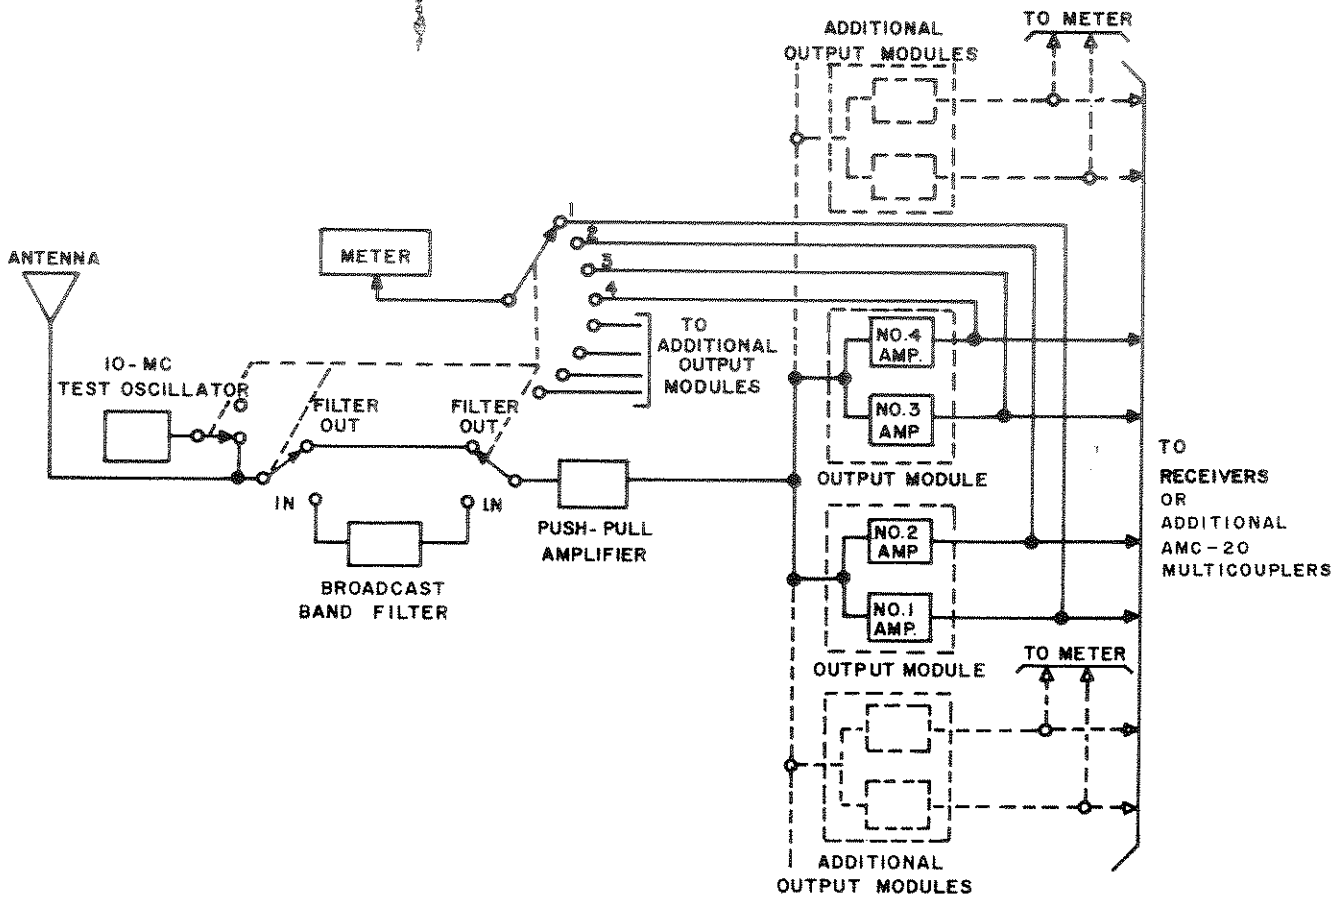 ADDITIONAL
OUTPUT MODULES
TO METER
ANTENNA
METER
1
2
3
4
TO
ADDITIONAL
OUTPUT
MODULES
10-MC
TEST OSCILLATOR
FILTER
OUT
FILTER
OUT
IN
IN
BROADCAST
BAND FILTER
PUSH-PULL
AMPLIFIER
NO.4
AMP.
NO.3
AMP
OUTPUT MODULE
NO.2
AMP
NO.1
AMP.
OUTPUT MODULE
TO
RECEIVERS
OR
ADDITIONAL
AMC-20
MULTICOUPLERS
TO METER
ADDITIONAL
OUTPUT MODULES